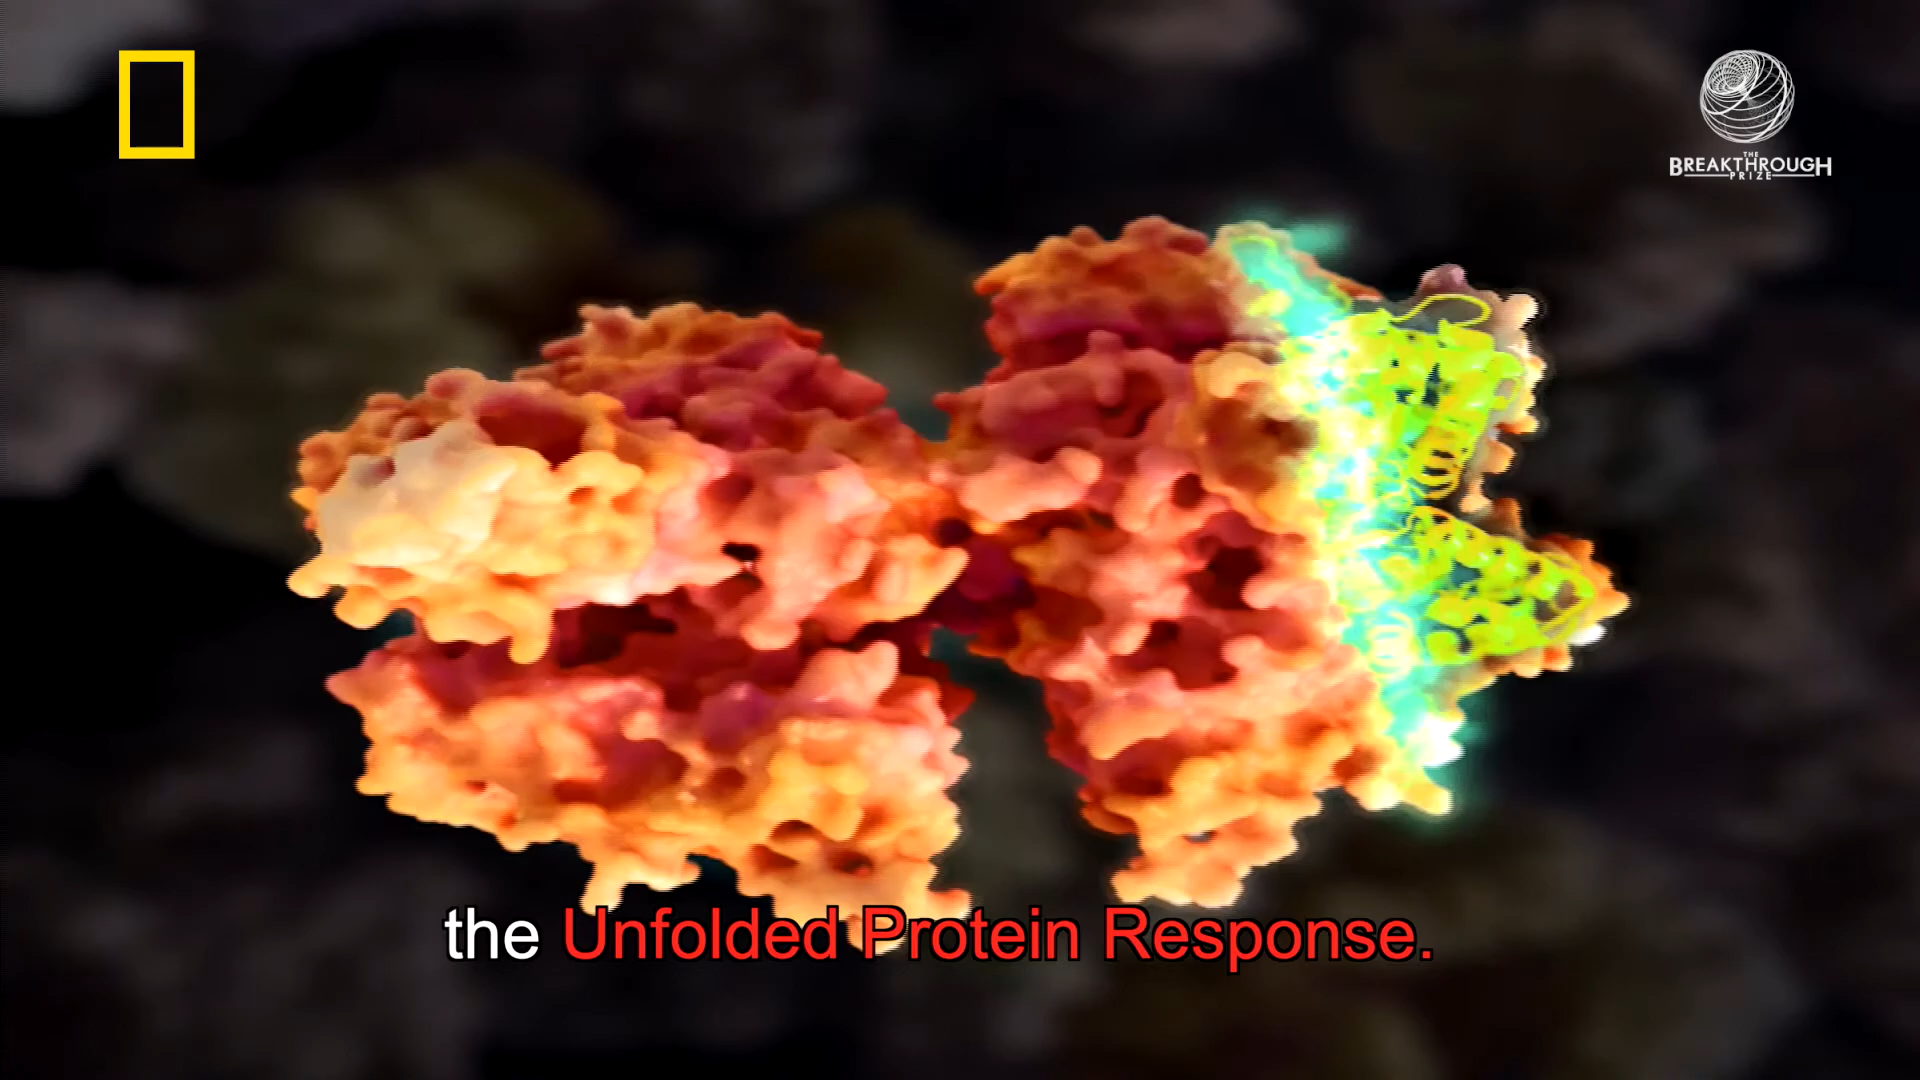 THE
BREAKTHROUGH
PRIZE
the Unfolded Protein Response.